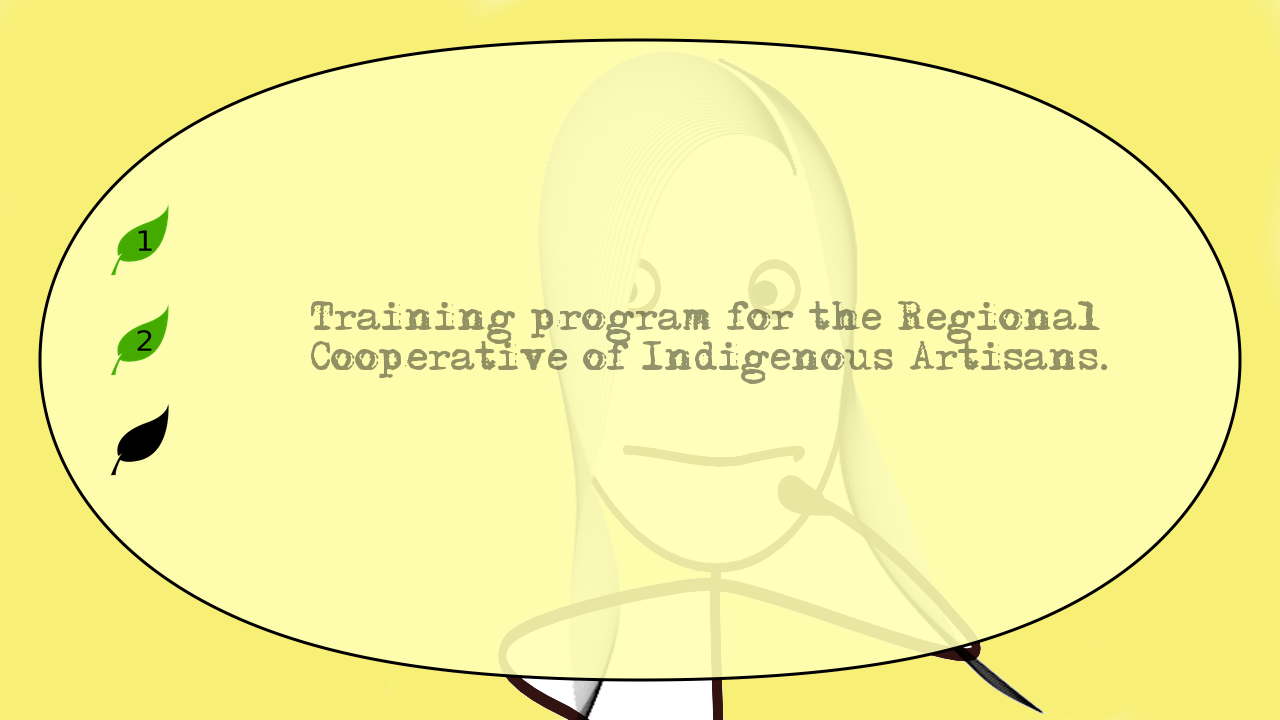 1
2
Training program for the Regional
Cooperative of Indigenous Artisans.